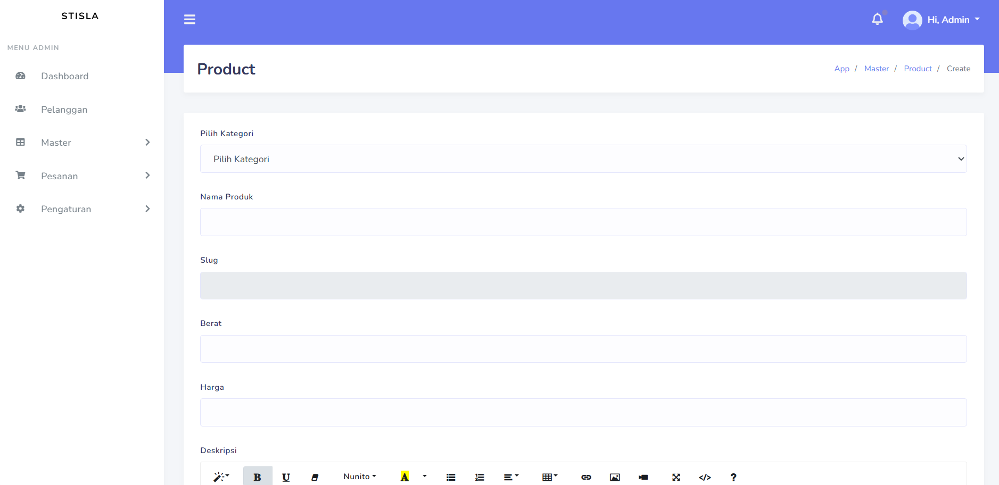 STISLA
MENU ADMIN
Dashboard
Pelanggan
Master
Pesanan
Pengaturan
Hi, Admin
Product
App / Master / Product / Create
Pilih Kategori
Pilih Kategori
Nama Produk
Slug
Berat
Harga
Deskripsi
B U Nunito A </> ?